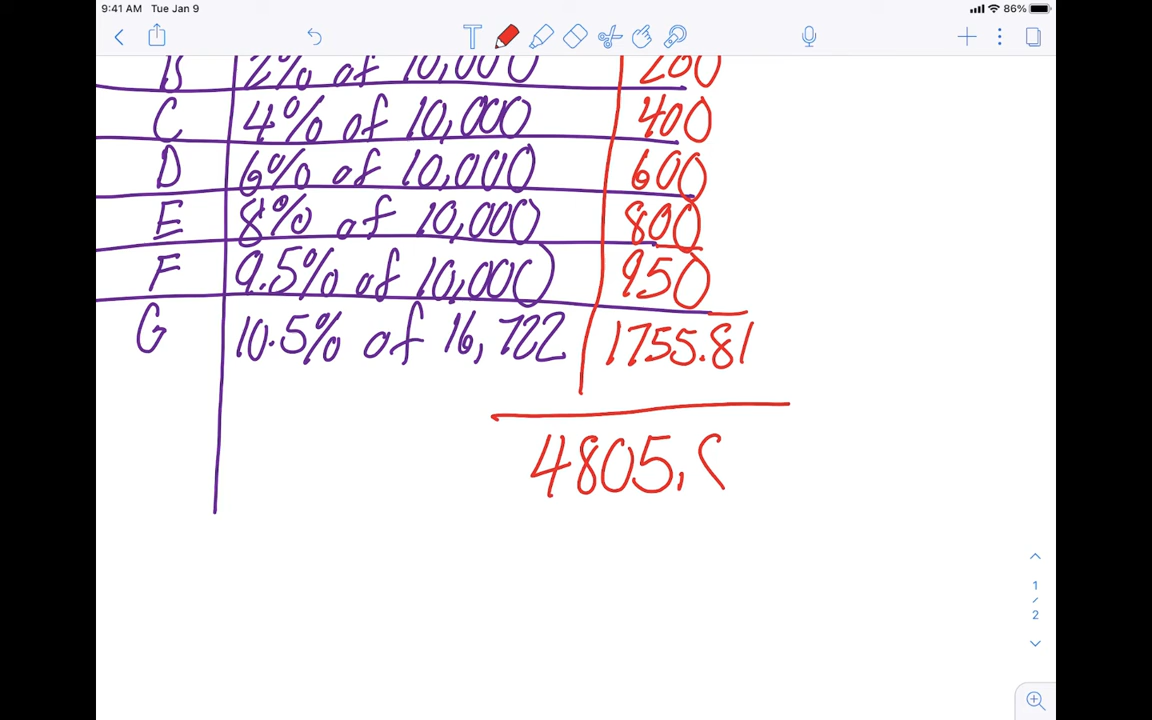 9:41 AM Tue Jan 9 86%
B 2% of 10,000 200
C 4% of 10,000 400
D 6% of 10,000 600
E 8% of 10,000 800
F 9.5% of 10,000 950
G 10.5% of 16,722 1755.81
4805.
1
/
2